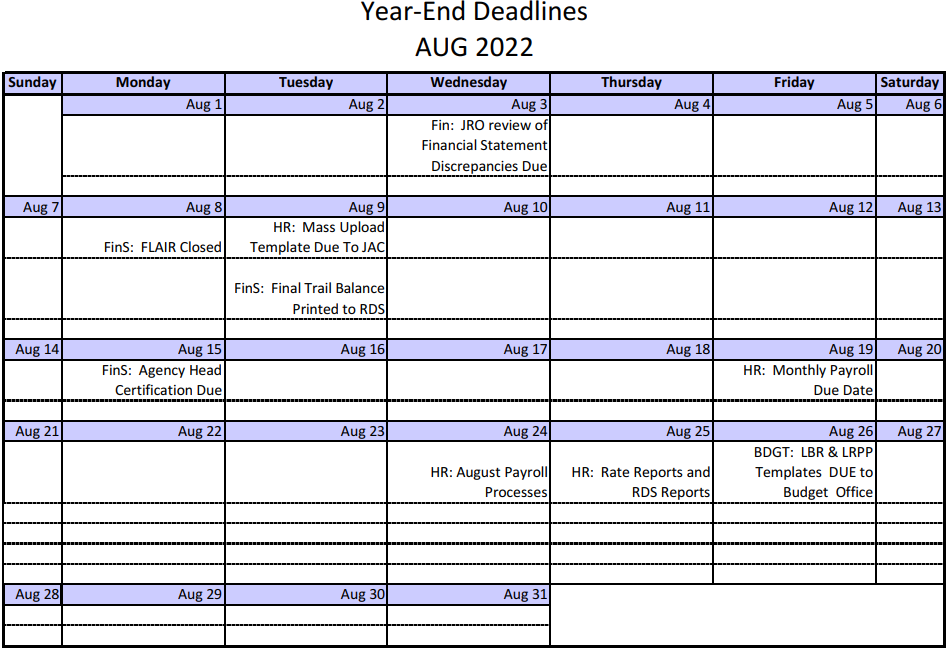 Year-End Deadlines
AUG 2022
Sunday Monday Tuesday Wednesday Thursday Friday Saturday
Aug 1 Aug 2 Aug 3 Aug 4 Aug 5 Aug 6
Fin: JRO review of
Financial Statement
Discrepancies Due
Aug 7 Aug 8 Aug 9 Aug 10 Aug 11 Aug 12 Aug 13
FinS: FLAIR Closed
HR: Mass Upload
Template Due To JAC
FinS: Final Trail Balance
Printed to RDS
Aug 14 Aug 15 Aug 16 Aug 17 Aug 18 Aug 19 Aug 20
FinS: Agency Head
Certification Due
HR: Monthly Payroll
Due Date
Aug 21 Aug 22 Aug 23 Aug 24 Aug 25 Aug 26 Aug 27
HR: August Payroll
Processes
HR: Rate Reports and
RDS Reports
BDGT: LBR & LRPP
Templates DUE to
Budget Office
Aug 28 Aug 29 Aug 30 Aug 31